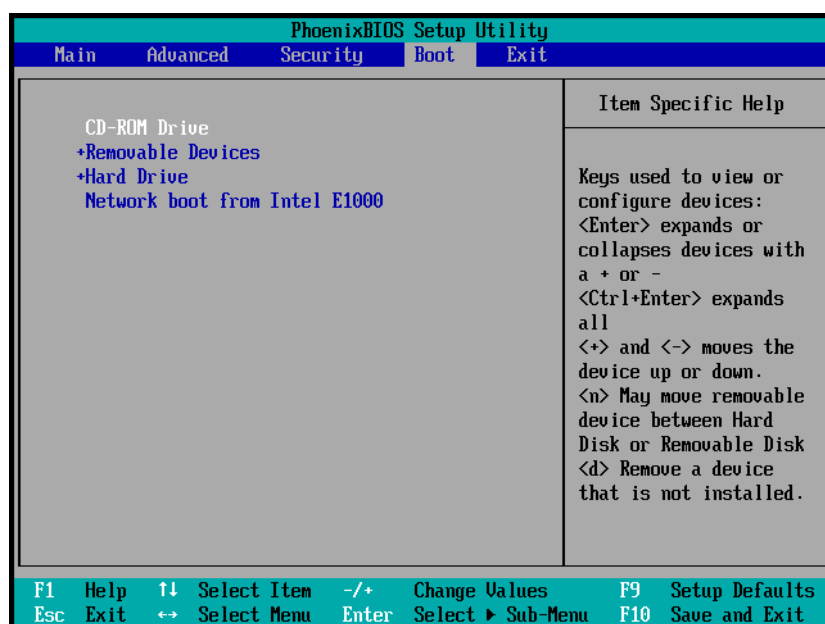 PhoenixBIOS Setup Utility
Main Advanced Security Boot Exit
CD-ROM Drive
+Removable Devices
+Hard Drive
Network boot from Intel E1000
Item Specific Help
Keys used to view or
configure devices:
<Enter> expands or
collapses devices with
a + or -
<Ctrl+Enter> expands
all
<+> and <-> moves the
device up or down.
<n> May move removable
device between Hard
Disk or Removable Disk
<d> Remove a device
that is not installed.
F1 Help ↑↓ Select Item -/+ Change Values F9 Setup Defaults
Esc Exit ↔ Select Menu Enter Select ▶ Sub-Menu F10 Save and Exit